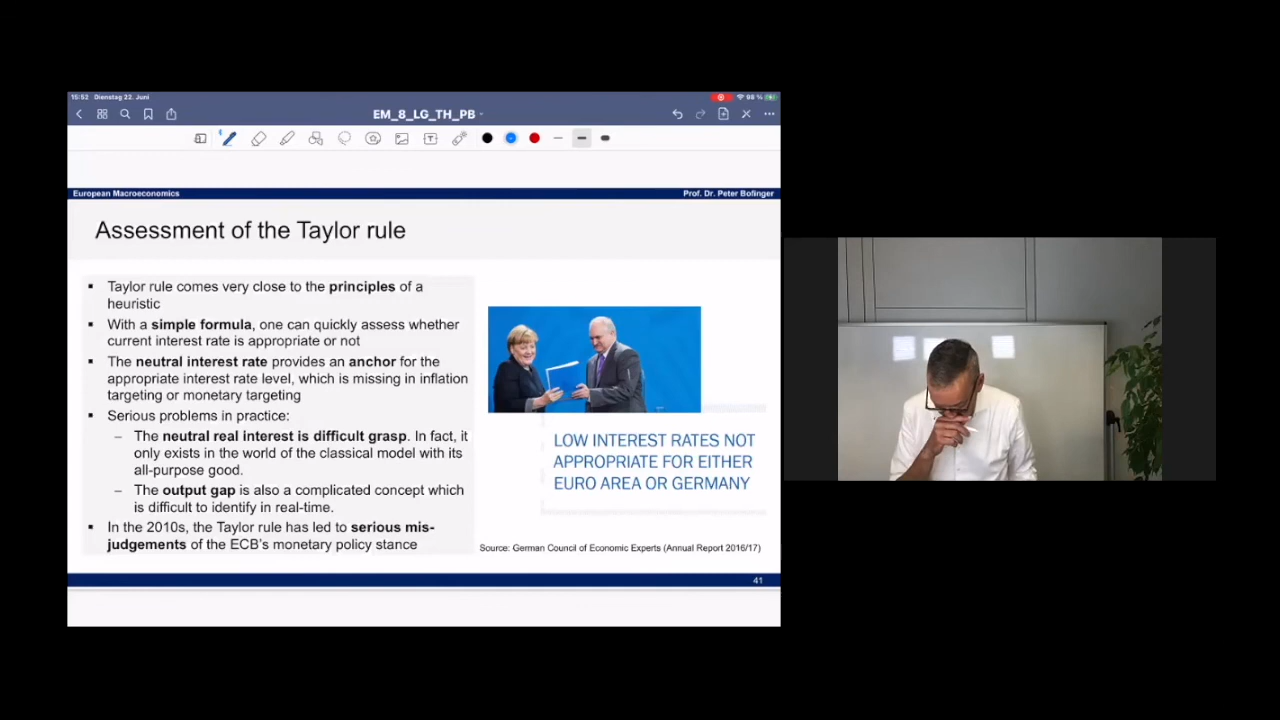 15:52 Dienstag 22. Juni
98 %
EM_8_LG_TH_PB
European Macroeconomics
Prof. Dr. Peter Bofinger
Assessment of the Taylor rule
▪ Taylor rule comes very close to the principles of a
heuristic
▪ With a simple formula, one can quickly assess whether
current interest rate is appropriate or not
▪ The neutral interest rate provides an anchor for the
appropriate interest rate level, which is missing in inflation
targeting or monetary targeting
▪ Serious problems in practice:
– The neutral real interest is difficult grasp. In fact, it
only exists in the world of the classical model with its
all-purpose good.
– The output gap is also a complicated concept which
is difficult to identify in real-time.
▪ In the 2010s, the Taylor rule has led to serious mis-
judgements of the ECB's monetary policy stance
LOW INTEREST RATES NOT
APPROPRIATE FOR EITHER
EURO AREA OR GERMANY
Source: German Council of Economic Experts (Annual Report 2016/17)
41